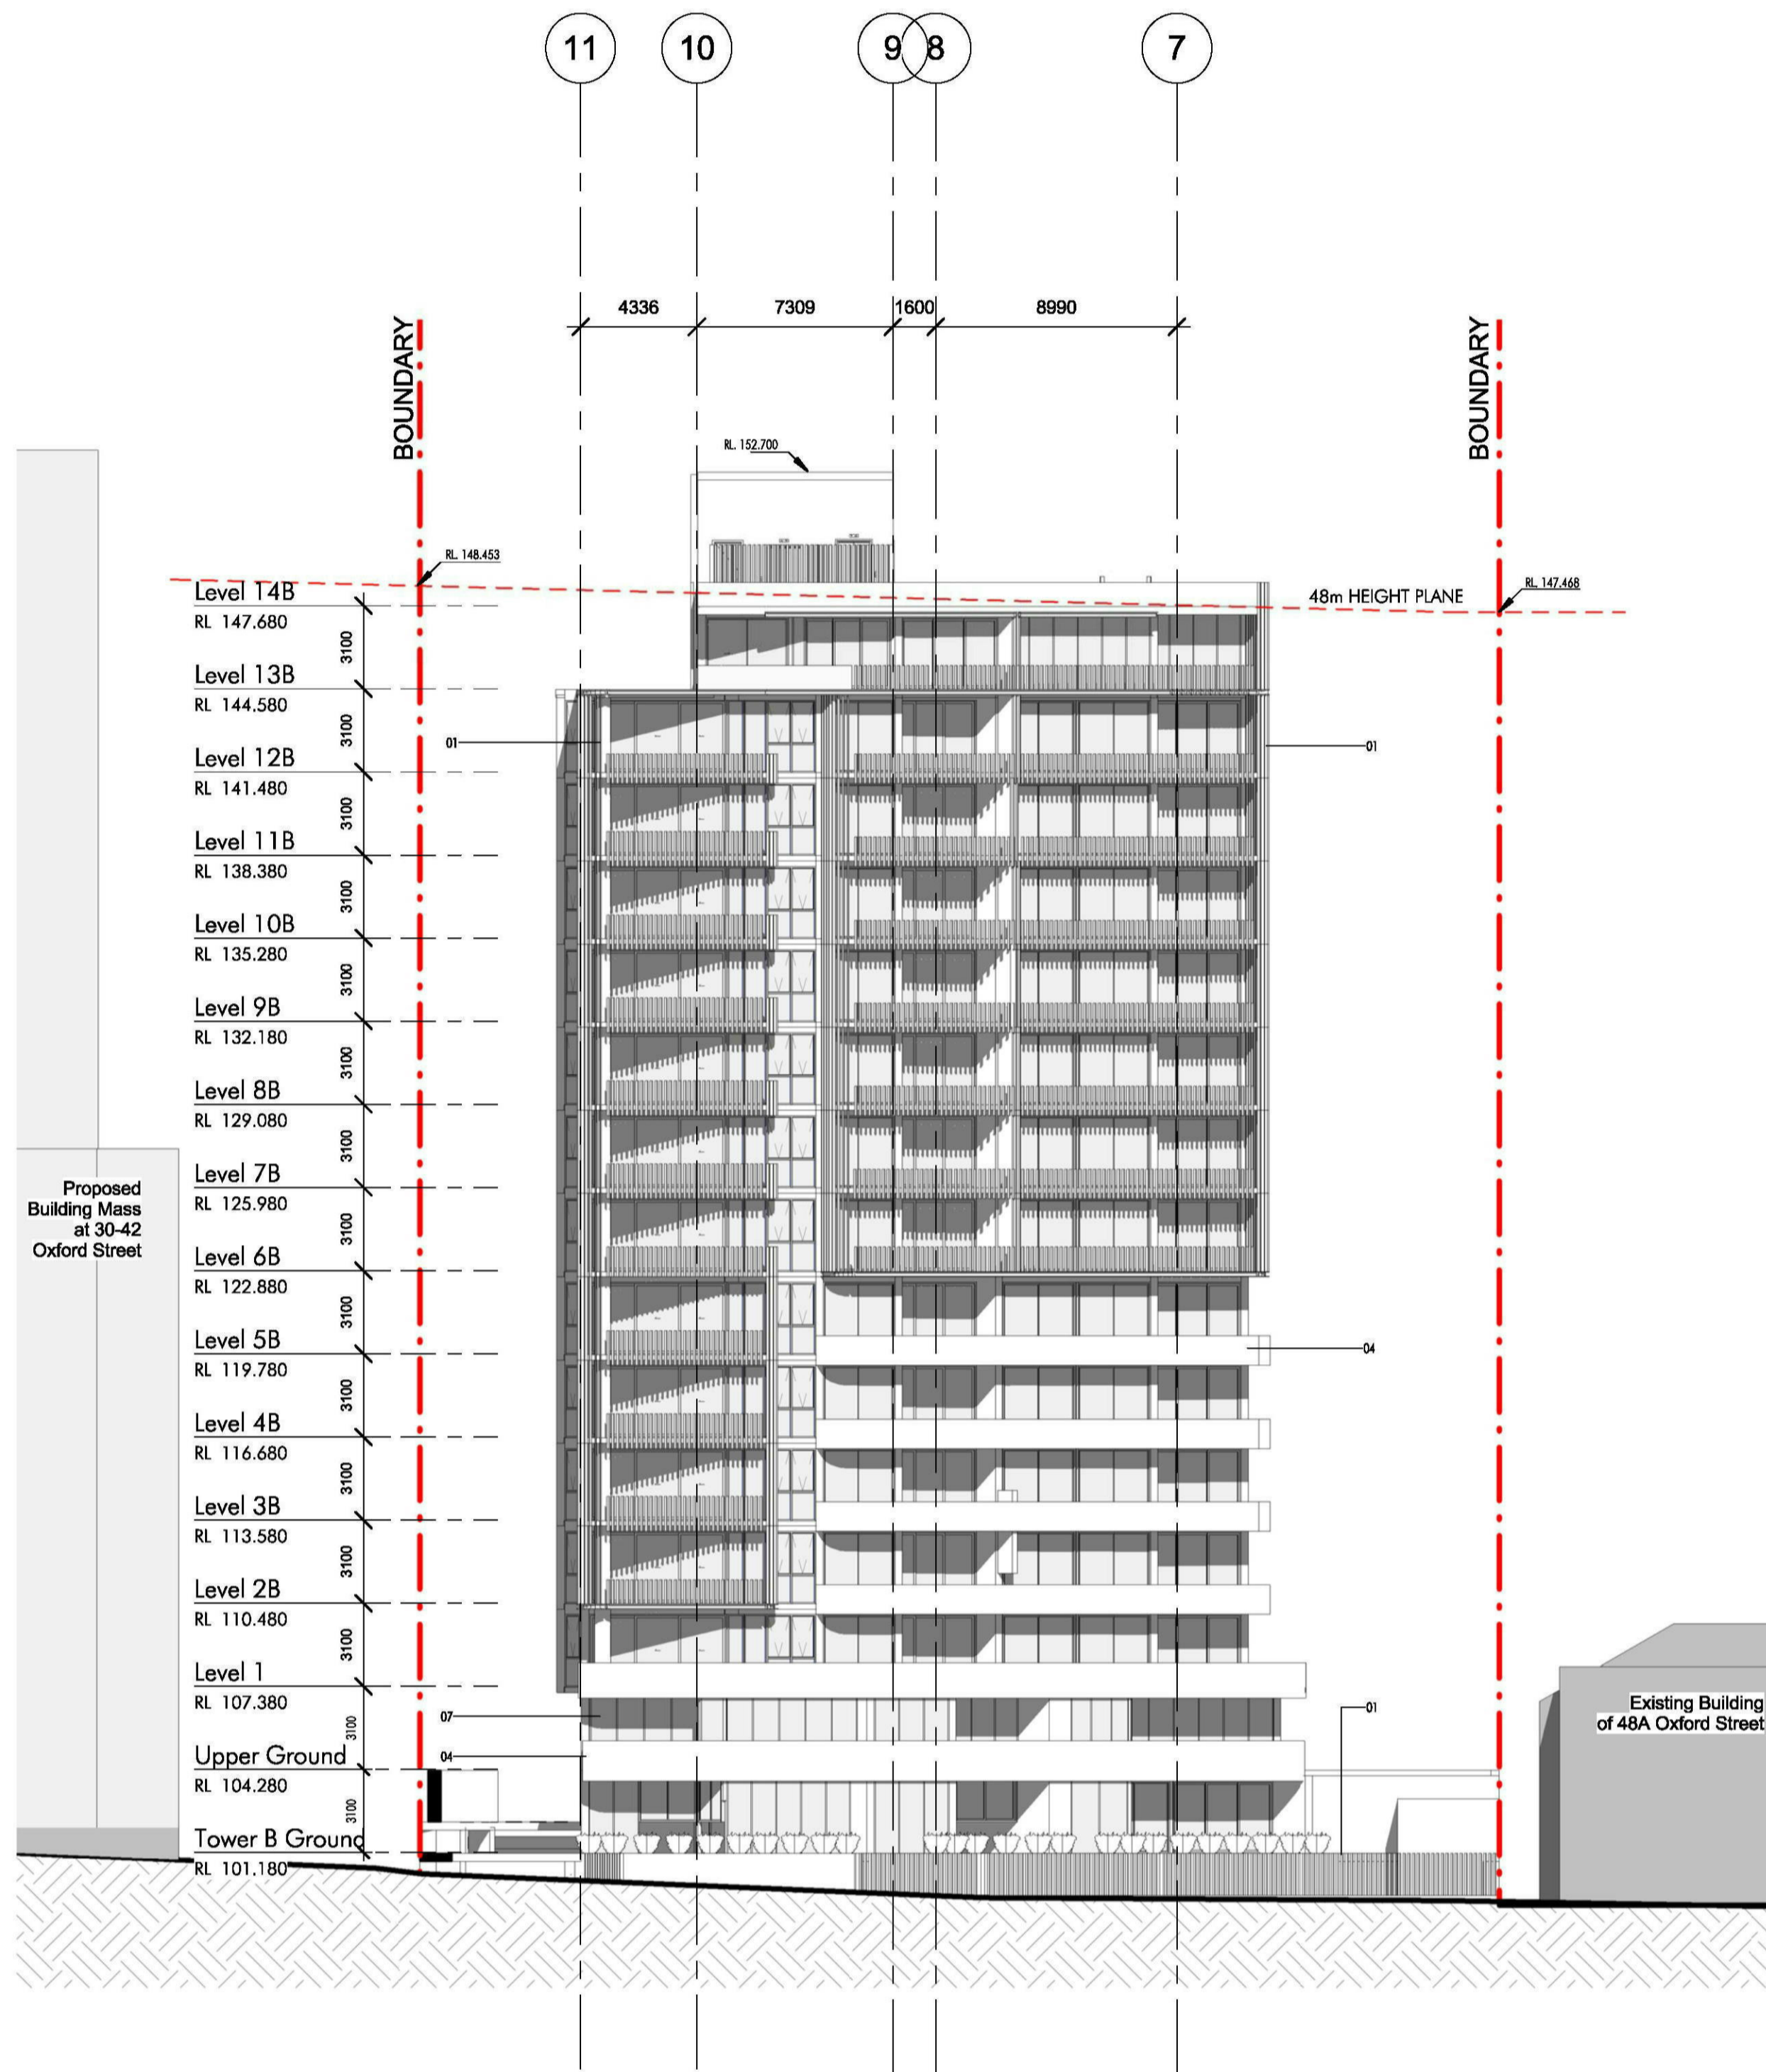 11
10
9
8
7
4336
7309
1600
8990
BOUNDARY
BOUNDARY
RL. 152.700
RL. 148.453
48m HEIGHT PLANE
RL. 147.468
Level 14B
RL 147.680
3100
Level 13B
RL 144.580
3100
01
01
Level 12B
RL 141.480
3100
Level 11B
RL 138.380
3100
Level 10B
RL 135.280
3100
Level 9B
RL 132.180
3100
Level 8B
RL 129.080
3100
Level 7B
RL 125.980
3100
Proposed
Building Mass
at 30-42
Oxford Street
Level 6B
RL 122.880
3100
Level 5B
RL 119.780
04
3100
Level 4B
RL 116.680
3100
Level 3B
RL 113.580
3100
Level 2B
RL 110.480
3100
Level 1
RL 107.380
3100
07
01
Existing Building
of 48A Oxford Street
04
Upper Ground
RL 104.280
3100
Tower B Ground
RL 101.180